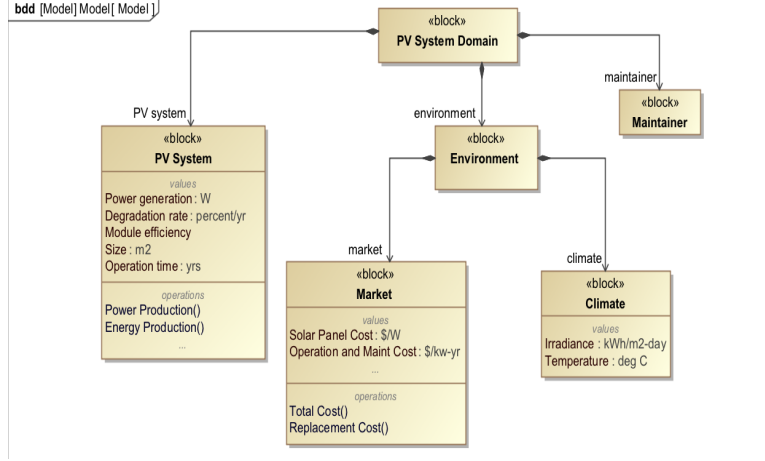 bdd [Model] Model[ Model ]
«block»
PV System Domain
PV system
environment
maintainer
«block»
PV System
values
Power generation : W
Degradation rate : percent/yr
Module efficiency
Size : m2
Operation time : yrs
operations
Power Production()
Energy Production()
...
«block»
Environment
«block»
Maintainer
market
climate
«block»
Market
values
Solar Panel Cost : $/W
Operation and Maint Cost : $/kw-yr
...
operations
Total Cost()
Replacement Cost()
«block»
Climate
values
Irradiance : kWh/m2-day
Temperature : deg C